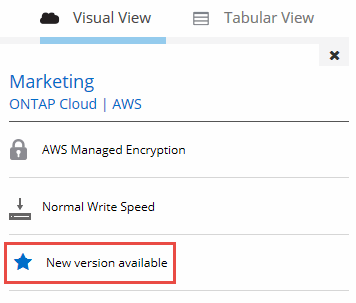 Visual View
Tabular View
Marketing
ONTAP Cloud | AWS
AWS Managed Encryption
Normal Write Speed
New version available